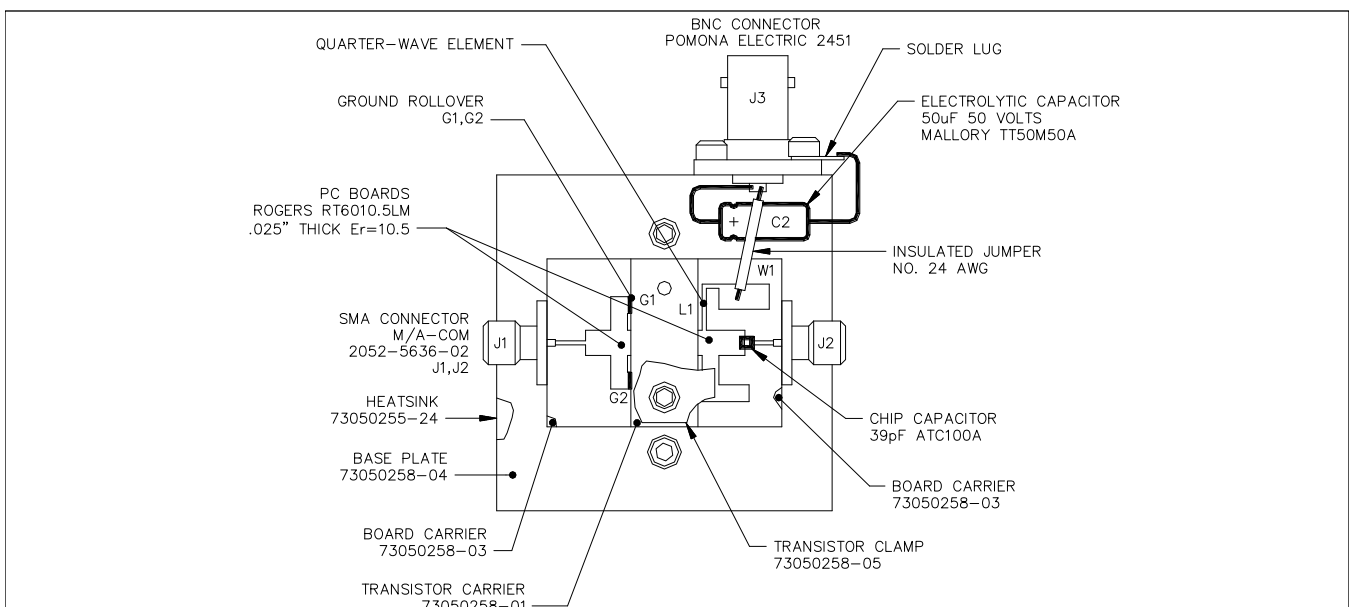 BNC CONNECTOR
POMONA ELECTRIC 2451
QUARTER-WAVE ELEMENT
SOLDER LUG
J3
GROUND ROLLOVER
G1,G2
ELECTROLYTIC CAPACITOR
50uF 50 VOLTS
MALLORY TT50M50A
PC BOARDS
ROGERS RT6010.5LM
.025" THICK Er=10.5
+ C2
INSULATED JUMPER
NO. 24 AWG
W1
G1
L1
SMA CONNECTOR
M/A-COM
2052-5636-02
J1,J2
J1
J2
G2
HEATSINK
73050255-24
CHIP CAPACITOR
39pF ATC100A
BASE PLATE
73050258-04
BOARD CARRIER
73050258-03
BOARD CARRIER
73050258-03
TRANSISTOR CLAMP
73050258-05
TRANSISTOR CARRIER
73050258-01